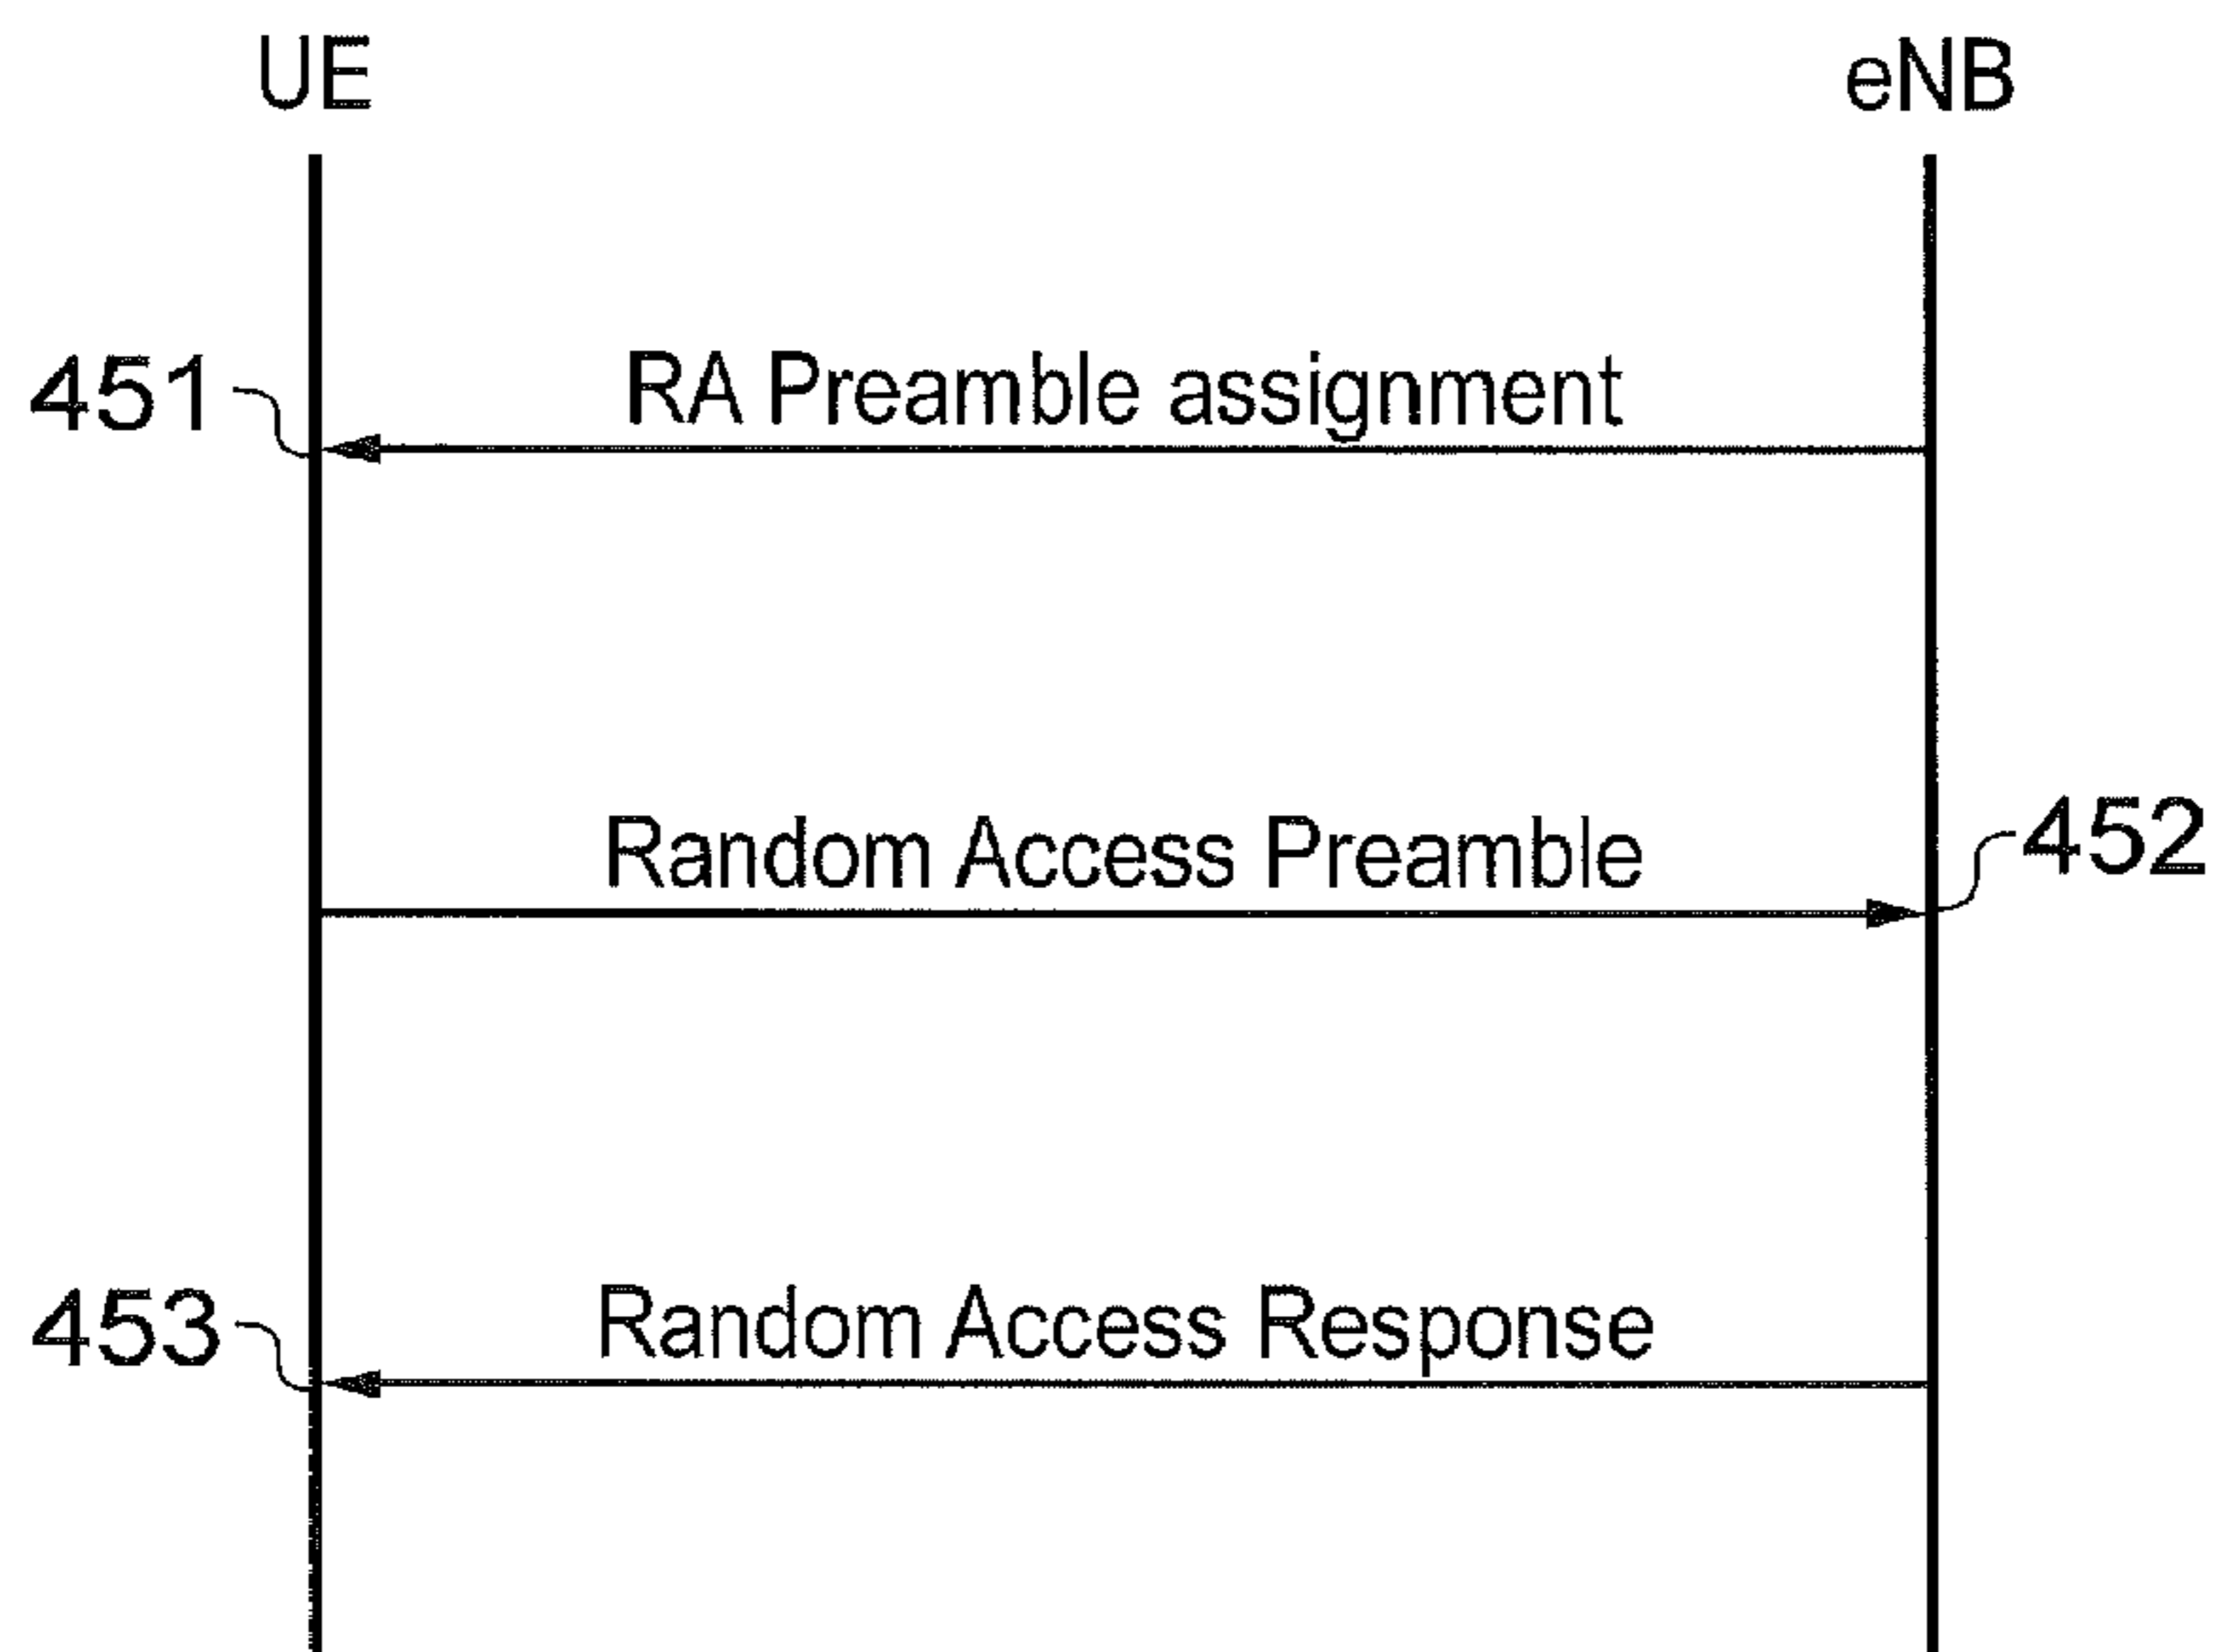 UE eNB
451 RA Preamble assignment
Random Access Preamble 452
453 Random Access Response